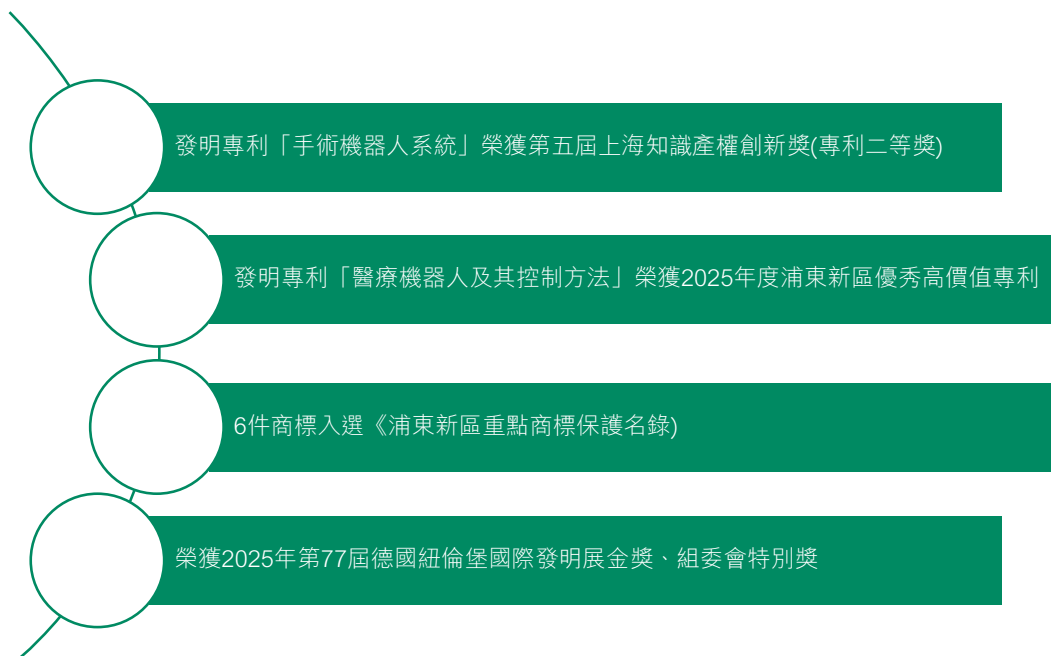 發明專利「手術機器人系統」榮獲第五屆上海知識產權創新獎(專利二等獎)
發明專利「醫療機器人及其控制方法」榮獲2025年度浦東新區優秀高價值專利
6件商標入選《浦東新區重點商標保護名錄)
榮獲2025年第77屆德國紐倫堡國際發明展金獎、組委會特別獎